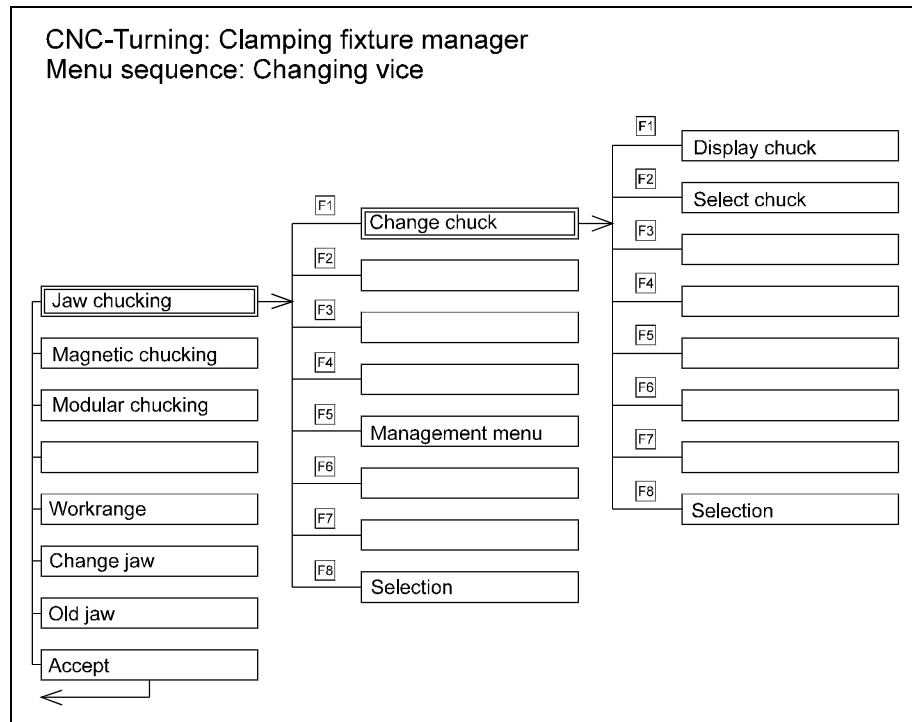 CNC-Turning: Clamping fixture manager
Menu sequence: Changing vice
Jaw chucking
Magnetic chucking
Modular chucking
Workrange
Change jaw
Old jaw
Accept
F1
Change chuck
F2
F3
F4
F5
Management menu
F6
F7
F8
Selection
F1
Display chuck
F2
Select chuck
F3
F4
F5
F6
F7
F8
Selection